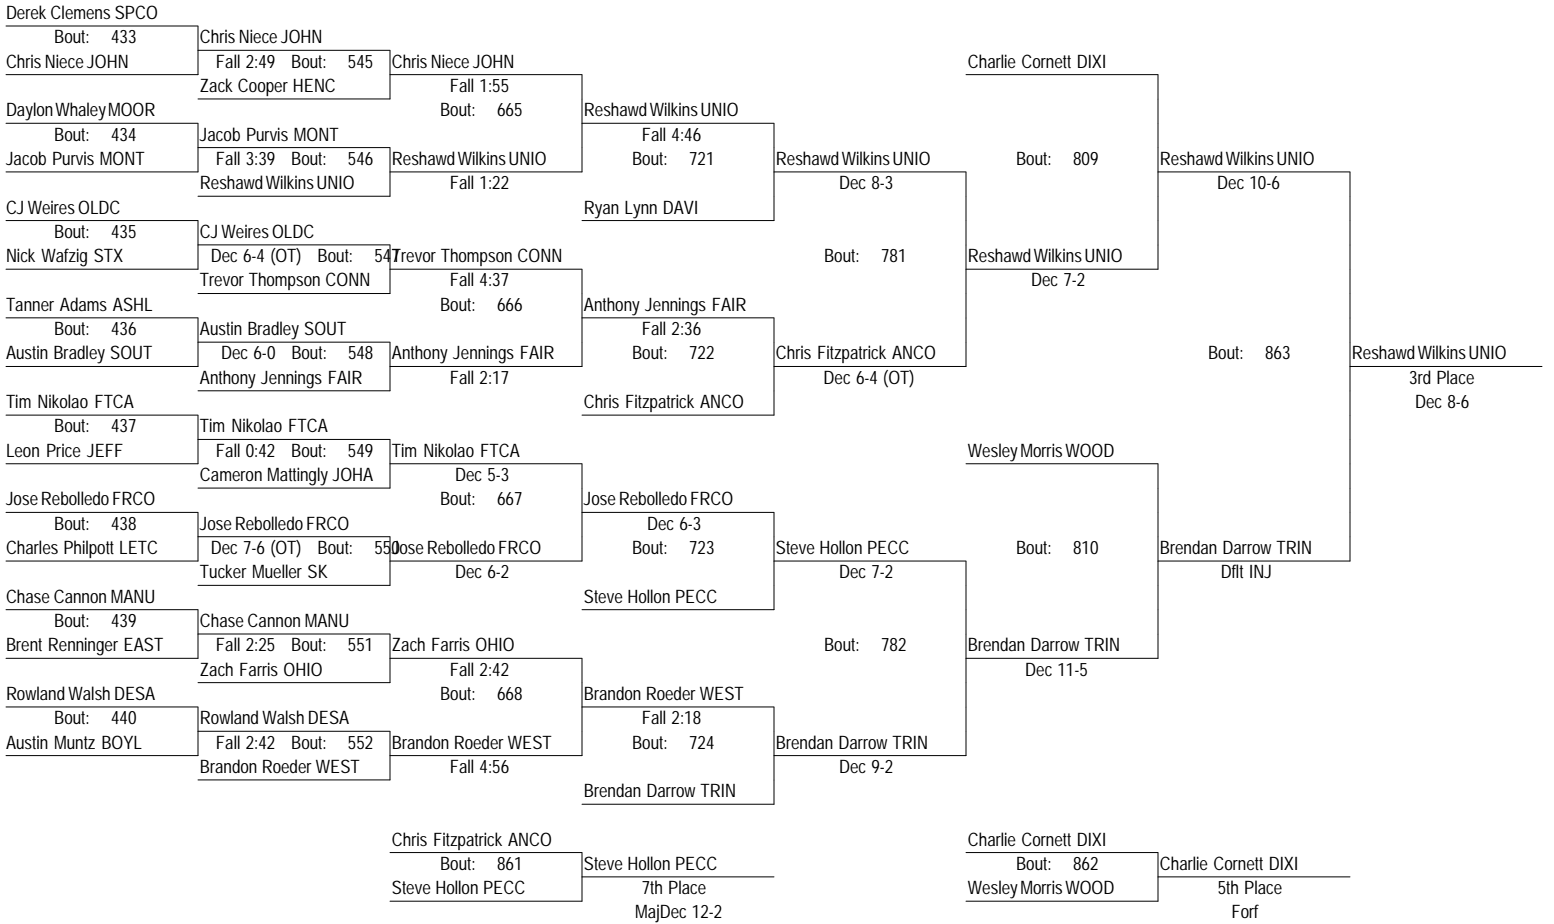 Derek Clemens SPCO
Bout: 433
Chris Niece JOHN
Daylon Whaley MOOR
Bout: 434
Jacob Purvis MONT
CJ Weires OLDC
Bout: 435
Nick Wafzig STX
Tanner Adams ASHL
Bout: 436
Austin Bradley SOUT
Tim Nikolao FTCA
Bout: 437
Leon Price JEFF
Jose Rebolledo FRCO
Bout: 438
Charles Philpott LETC
Chase Cannon MANU
Bout: 439
Brent Renninger EAST
Rowland Walsh DESA
Bout: 440
Austin Muntz BOYL
Chris Niece JOHN
Fall 2:49 Bout: 545
Zack Cooper HENC
Jacob Purvis MONT
Fall 3:39 Bout: 546
Reshawd Wilkins UNIO
CJ Weires OLDC
Dec 6-4 (OT) Bout: 547
Trevor Thompson CONN
Austin Bradley SOUT
Dec 6-0 Bout: 548
Anthony Jennings FAIR
Tim Nikolao FTCA
Fall 0:42 Bout: 549
Cameron Mattingly JOHA
Jose Rebolledo FRCO
Dec 7-6 (OT) Bout: 550
Tucker Mueller SK
Chase Cannon MANU
Fall 2:25 Bout: 551
Zach Farris OHIO
Rowland Walsh DESA
Fall 2:42 Bout: 552
Brandon Roeder WEST
Chris Niece JOHN
Fall 1:55
Bout: 665
Reshawd Wilkins UNIO
Fall 1:22
Trevor Thompson CONN
Fall 4:37
Bout: 666
Anthony Jennings FAIR
Fall 2:17
Tim Nikolao FTCA
Dec 5-3
Bout: 667
Jose Rebolledo FRCO
Dec 6-2
Zach Farris OHIO
Fall 2:42
Bout: 668
Brandon Roeder WEST
Fall 4:56
Reshawd Wilkins UNIO
Fall 4:46
Bout: 721
Ryan Lynn DAVI
Anthony Jennings FAIR
Fall 2:36
Bout: 722
Chris Fitzpatrick ANCO
Jose Rebolledo FRCO
Dec 6-3
Bout: 723
Steve Hollon PECC
Brandon Roeder WEST
Fall 2:18
Bout: 724
Brendan Darrow TRIN
Reshawd Wilkins UNIO
Dec 8-3
Bout: 781
Chris Fitzpatrick ANCO
Dec 6-4 (OT)
Steve Hollon PECC
Dec 7-2
Bout: 782
Brendan Darrow TRIN
Dec 9-2
Charlie Cornett DIXI
Bout: 809
Reshawd Wilkins UNIO
Dec 7-2
Wesley Morris WOOD
Bout: 810
Brendan Darrow TRIN
Dec 11-5
Reshawd Wilkins UNIO
Dec 10-6
Bout: 863
Brendan Darrow TRIN
Dflt INJ
Reshawd Wilkins UNIO
3rd Place
Dec 8-6
Chris Fitzpatrick ANCO
Bout: 861
Steve Hollon PECC
Steve Hollon PECC
7th Place
MajDec 12-2
Charlie Cornett DIXI
Bout: 862
Wesley Morris WOOD
Charlie Cornett DIXI
5th Place
Forf